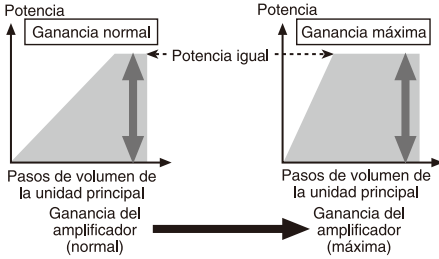 Potencia
Ganancia normal
Potencia igual
Pasos de volumen de
la unidad principal
Ganancia del
amplificador
(normal)
Potencia
Ganancia máxima
Pasos de volumen de
la unidad principal
Ganancia del
amplificador
(máxima)